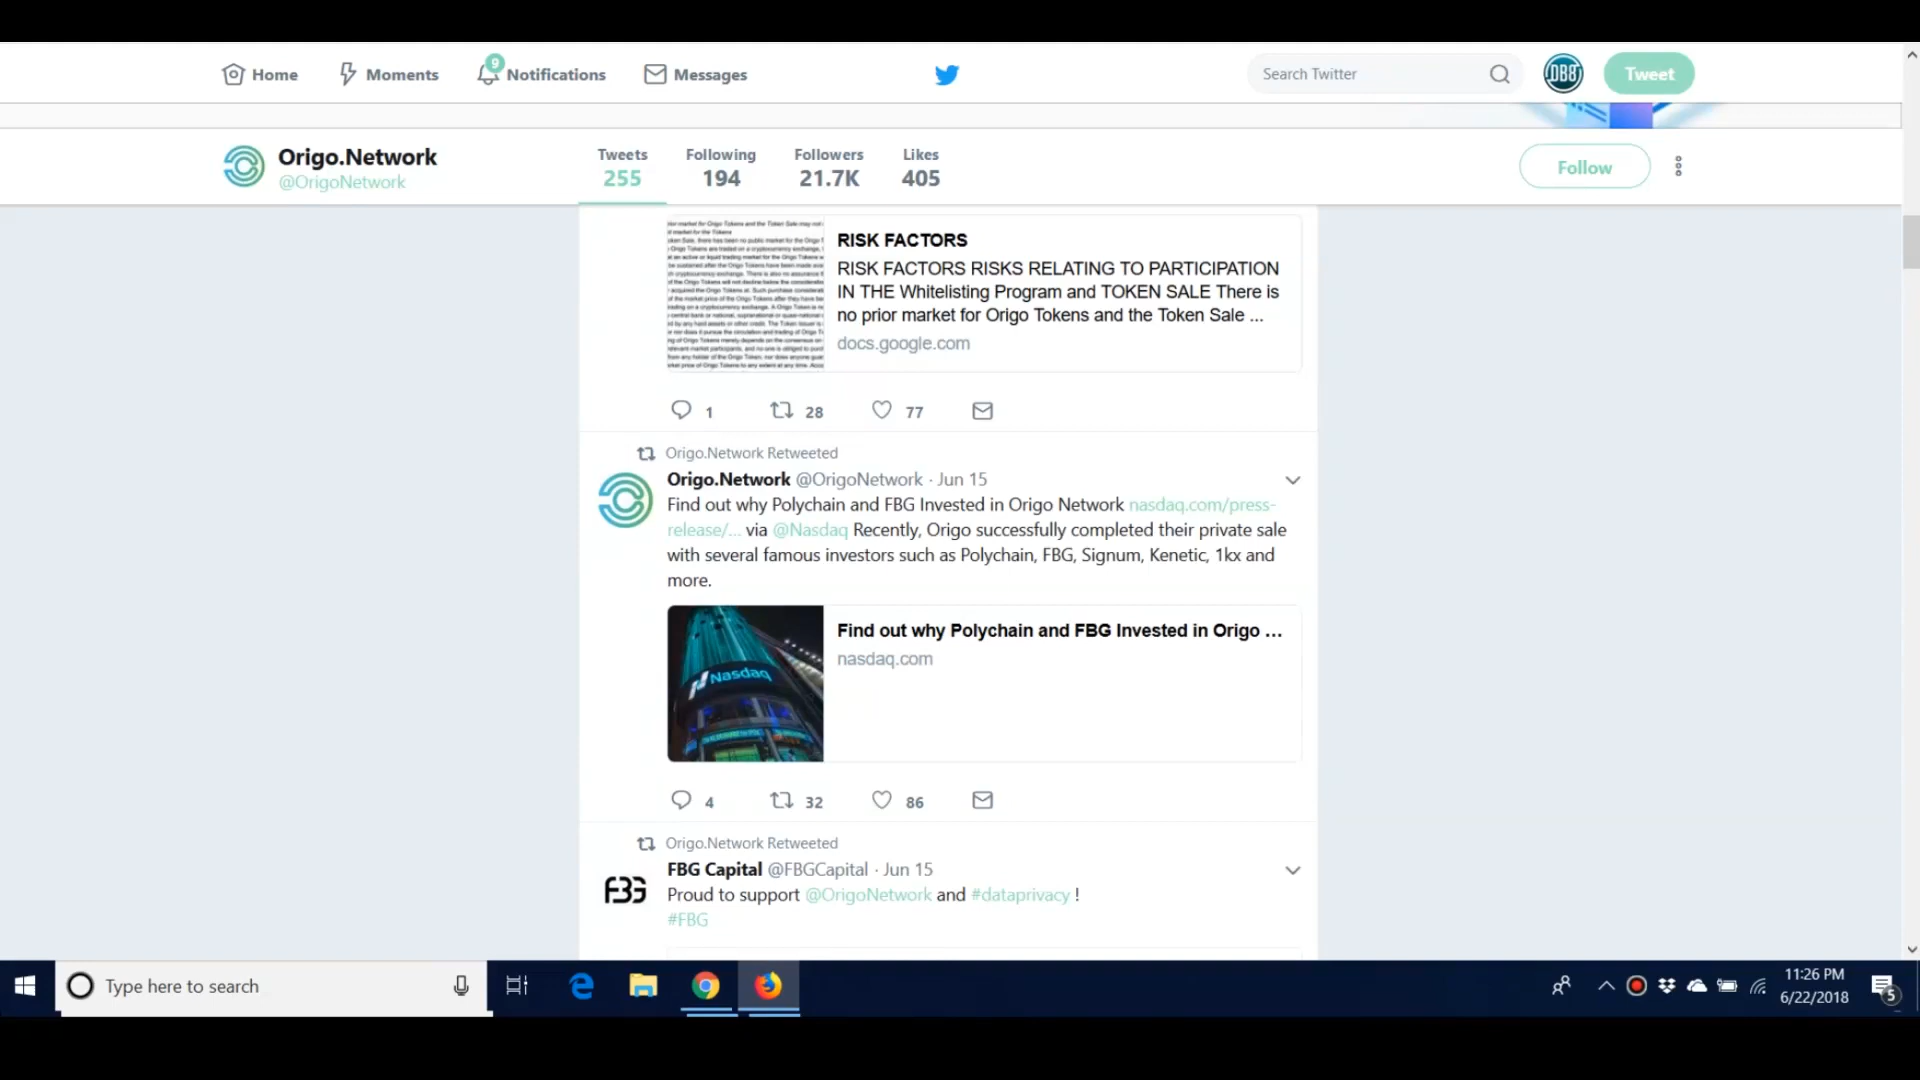 Home
Moments
9
Notifications
Messages
Search Twitter
DB8
Tweet
Origo.Network
@OrigoNetwork
Tweets
255
Following
194
Followers
21.7K
Likes
405
Follow
RISK FACTORS
RISK FACTORS RISKS RELATING TO PARTICIPATION
IN THE Whitelisting Program and TOKEN SALE There is
no prior market for Origo Tokens and the Token Sale ...
docs.google.com
1 28 77
Origo.Network Retweeted
Origo.Network @OrigoNetwork · Jun 15
Find out why Polychain and FBG Invested in Origo Network nasdaq.com/press-
release/... via @Nasdaq Recently, Origo successfully completed their private sale
with several famous investors such as Polychain, FBG, Signum, Kenetic, 1kx and
more.
Nasdaq
Find out why Polychain and FBG Invested in Origo ...
nasdaq.com
4 32 86
Origo.Network Retweeted
FBG
FBG Capital @FBGCapital · Jun 15
Proud to support @OrigoNetwork and #dataprivacy !
#FBG
Type here to search
11:26 PM
6/22/2018
5